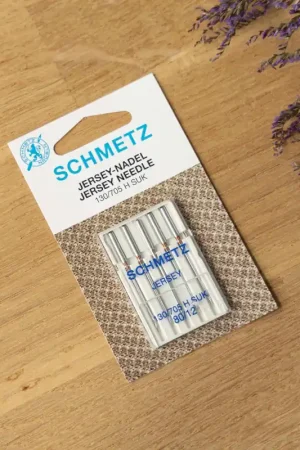 SCHMETZ
JERSEY-NADEL
JERSEY NEEDLE
130/705 H SUK
SCHMETZ
JERSEY
130/705 H SUK
80/12